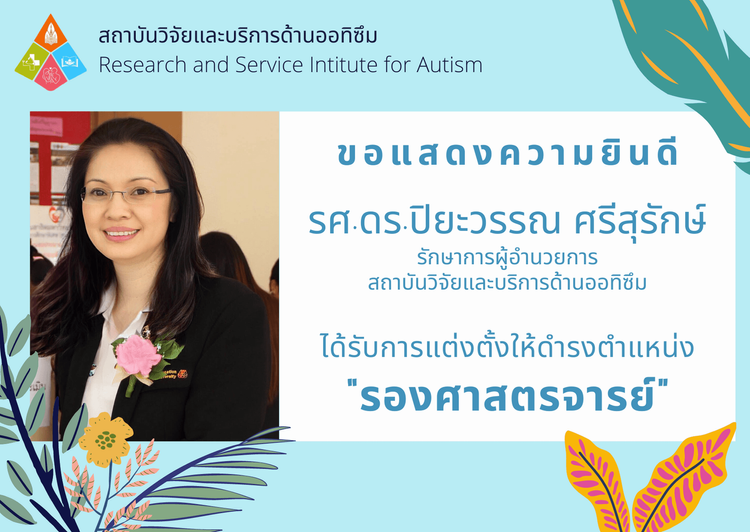 สถาบันวิจัยและบริการด้านออทิซึม
Research and Service Intitute for Autism
ขอแสดงความยินดี
รศ.ดร.ปิยะวรรณ ศรีสุรักษ์
รักษาการผู้อำนวยการ
สถาบันวิจัยและบริการด้านออทิซึม
ได้รับการแต่งตั้งให้ดำรงตำแหน่ง
"รองศาสตรจารย์"